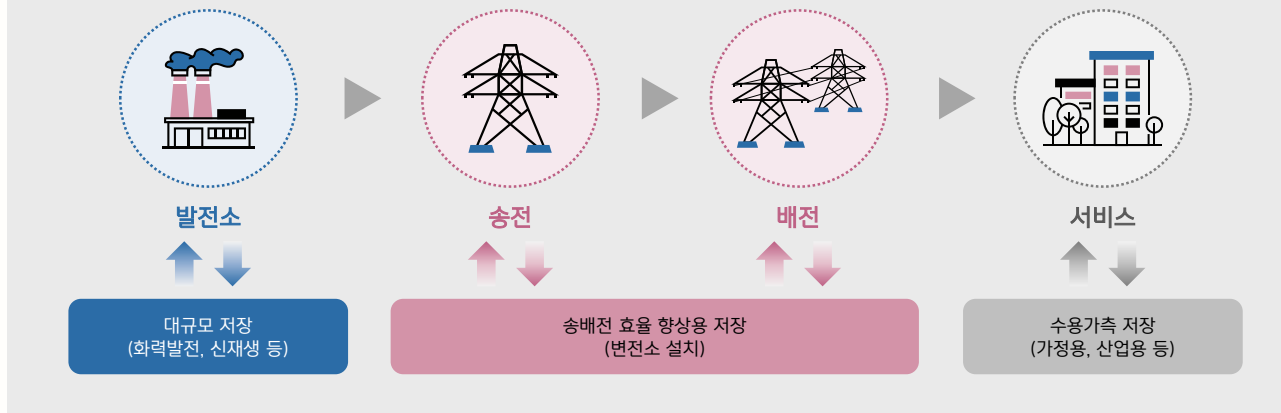 발전소
송전
배전
서비스
대규모 저장
(화력발전, 신재생 등)
송배전 효율 향상용 저장
(변전소 설치)
수용가측 저장
(가정용, 산업용 등)